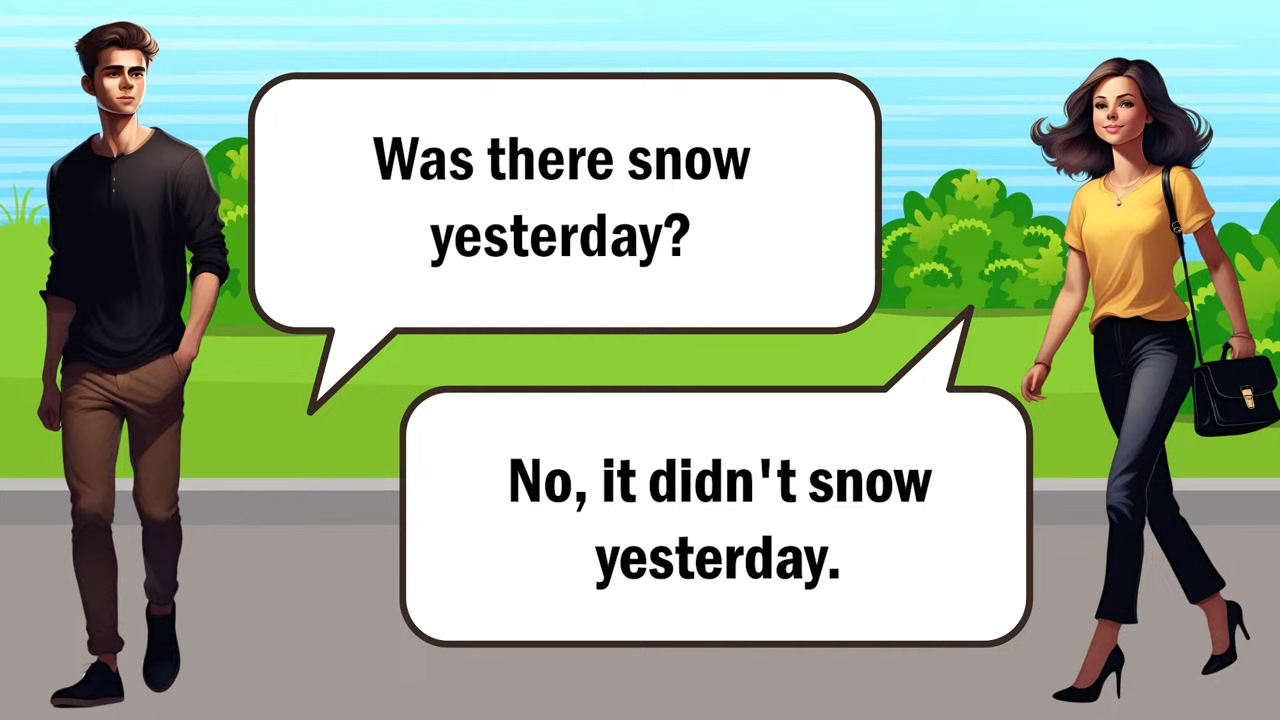 Was there snow
yesterday?
No, it didn't snow
yesterday.